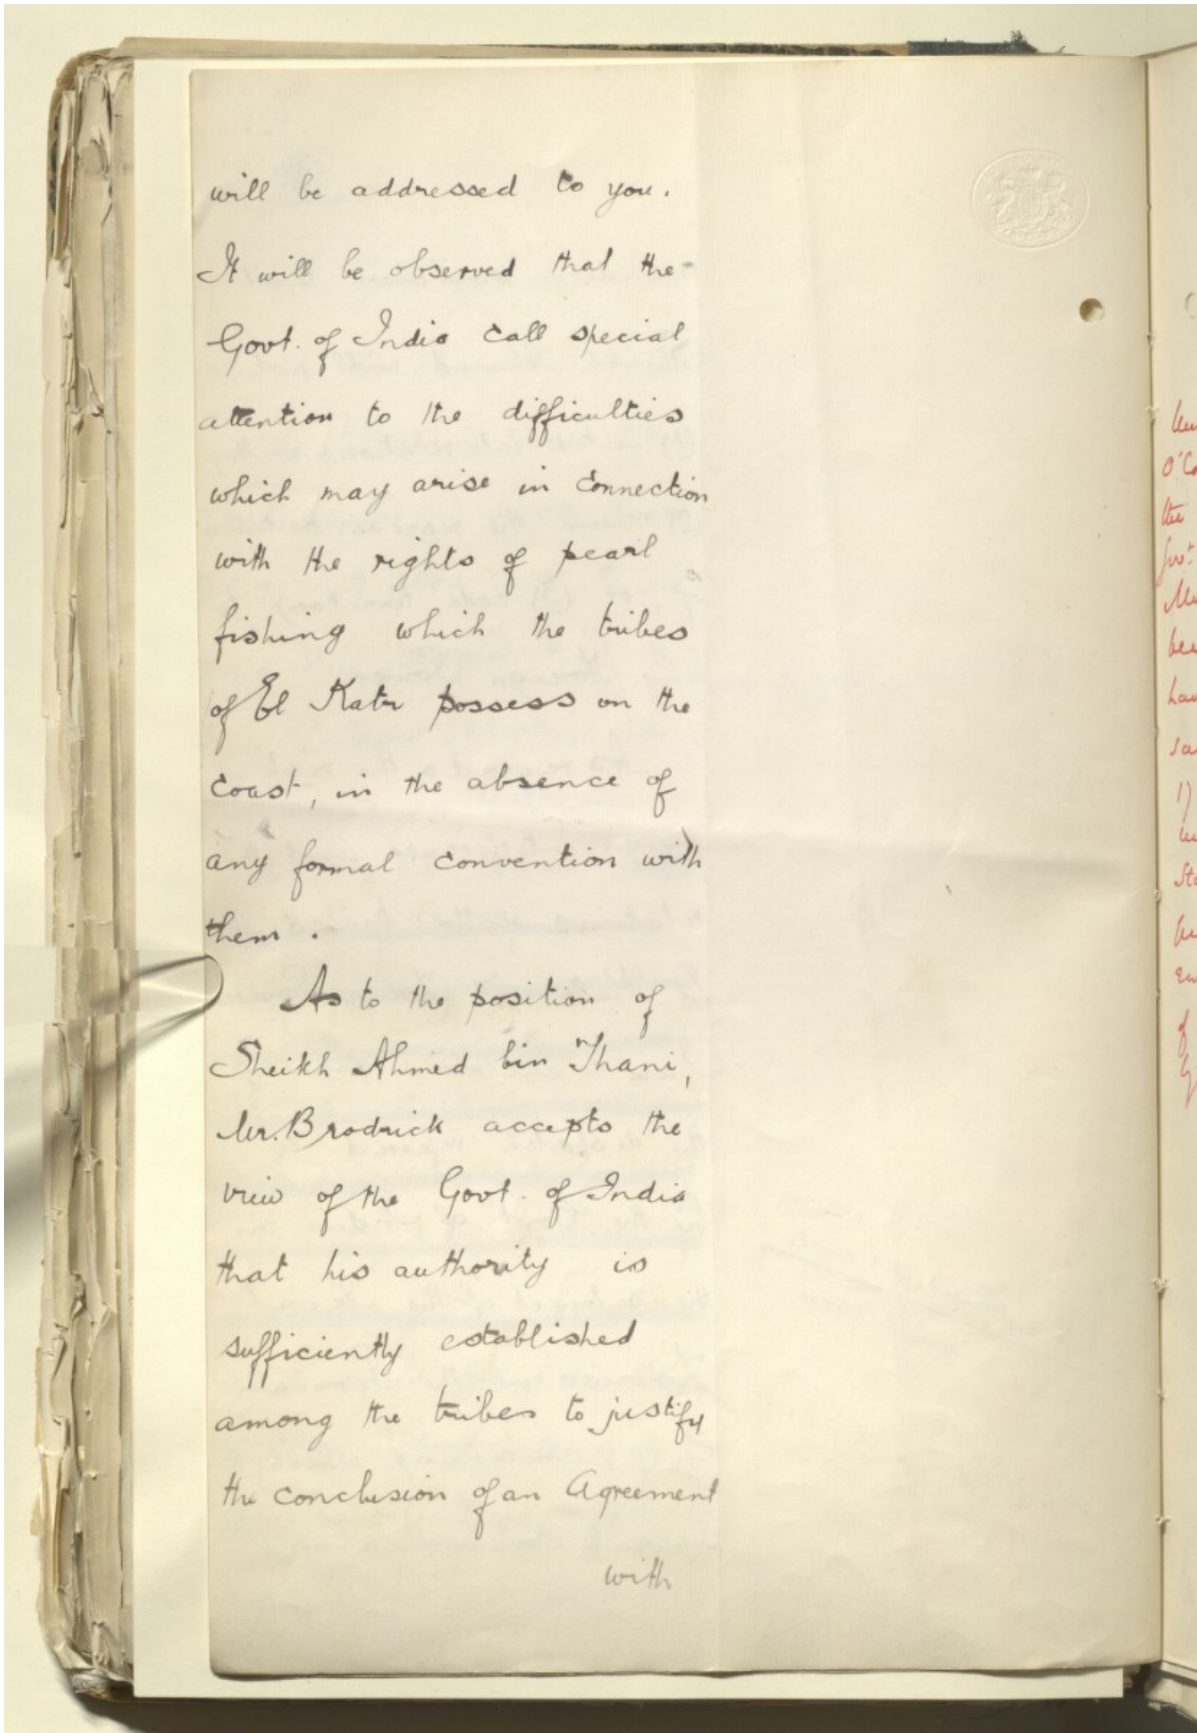 will be addressed to you.
It will be observed that the
Govt. of India call special
attention to the difficulties
which may arise in connection
with the rights of pearl
fishing which the tribes
of El Katr possess on the
coast, in the absence of
any formal convention with
them.
As to the position of
Sheikh Ahmed bin Thani,
Mr. Brodrick accepts the
view of the Govt. of India
that his authority is
sufficiently established
among the tribes to justify
the conclusion of an Agreement
with
O'Co
the